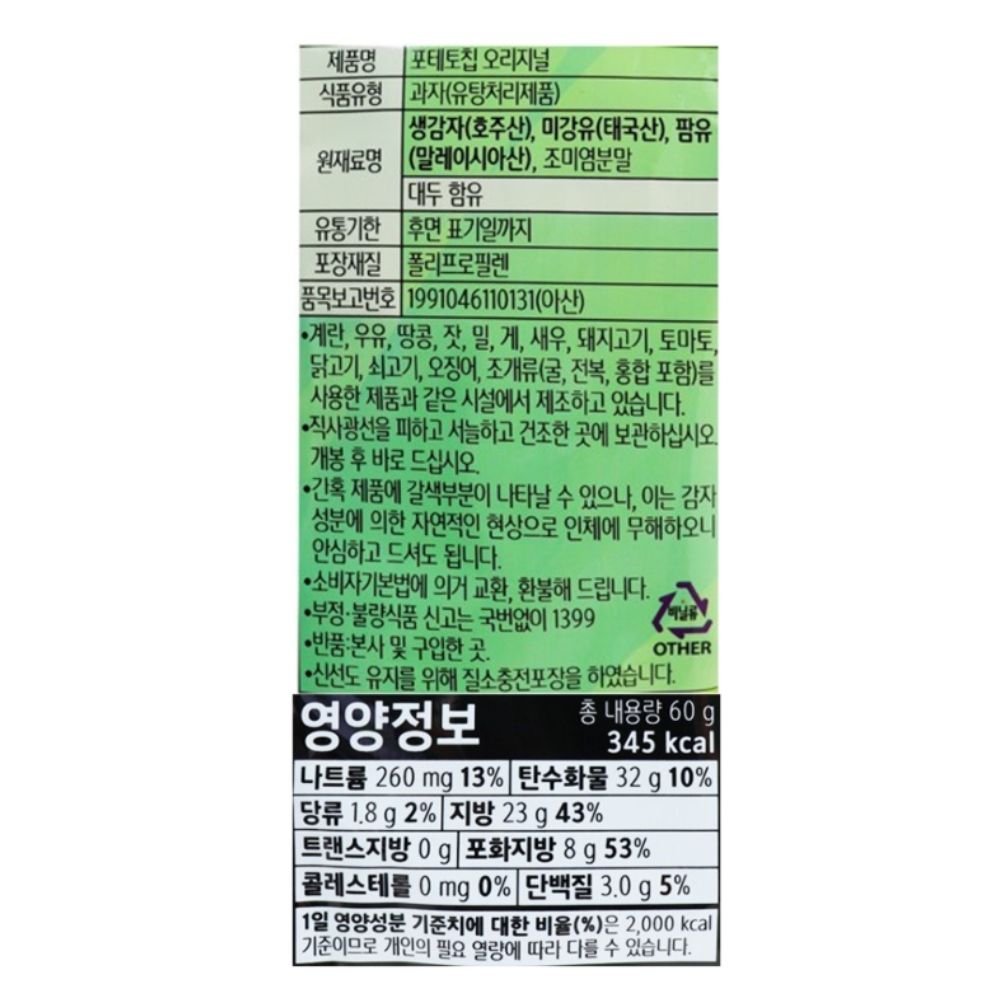 제품명 포테토칩 오리지널
식품유형 과자(유탕처리제품)
원재료명 생감자(호주산), 미강유(태국산), 팜유
(말레이시아산), 조미염분말
대두 함유
유통기한 후면 표기일까지
포장재질 폴리프로필렌
품목보고번호 1991046110131(아산)
•계란, 우유, 땅콩, 잣, 밀, 게, 새우, 돼지고기, 토마토,
닭고기, 쇠고기, 오징어, 조개류(굴, 전복, 홍합 포함)를
사용한 제품과 같은 시설에서 제조하고 있습니다.
•직사광선을 피하고 서늘하고 건조한 곳에 보관하십시오.
개봉 후 바로 드십시오.
•간혹 제품에 갈색부분이 나타날 수 있으나, 이는 감자
성분에 의한 자연적인 현상으로 인체에 무해하오니
안심하고 드셔도 됩니다.
•소비자기본법에 의거 교환, 환불해 드립니다.
•부정·불량식품 신고는 국번없이 1399
비닐류
OTHER
•반품:본사 및 구입한 곳.
•신선도 유지를 위해 질소충전포장을 하였습니다.
영양정보 총 내용량 60 g
345 kcal
나트륨 260 mg 13% 탄수화물 32 g 10%
당류 1.8 g 2% 지방 23 g 43%
트랜스지방 0 g 포화지방 8 g 53%
콜레스테롤 0 mg 0% 단백질 3.0 g 5%
1일 영양성분 기준치에 대한 비율(%)은 2,000 kcal
기준이므로 개인의 필요 열량에 따라 다를 수 있습니다.